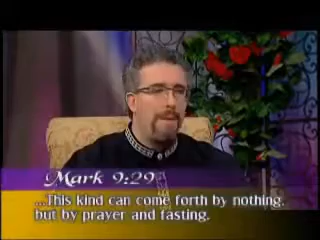 Mark 9:29
...This kind can come forth by nothing,
but by prayer and fasting.